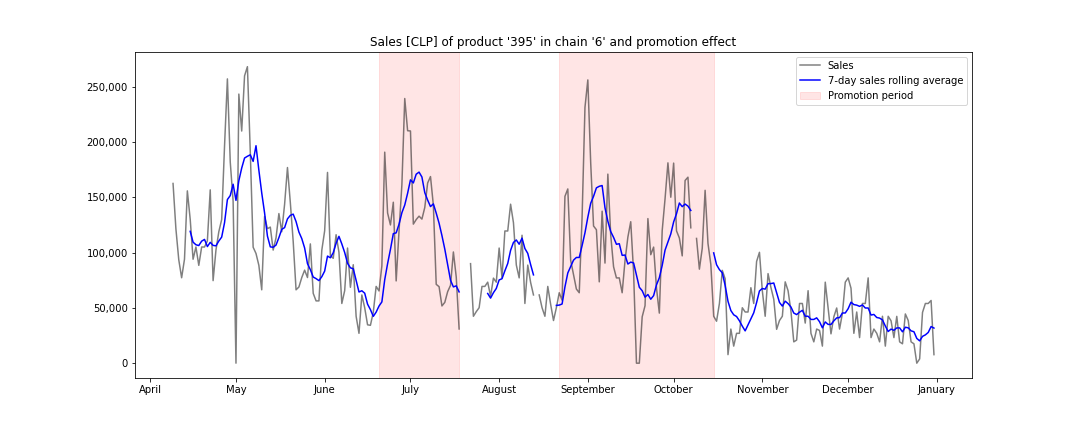 Sales [CLP] of product '395' in chain '6' and promotion effect
Sales
7-day sales rolling average
Promotion period
250,000
200,000
150,000
100,000
50,000
0
April May June July August September October November December January